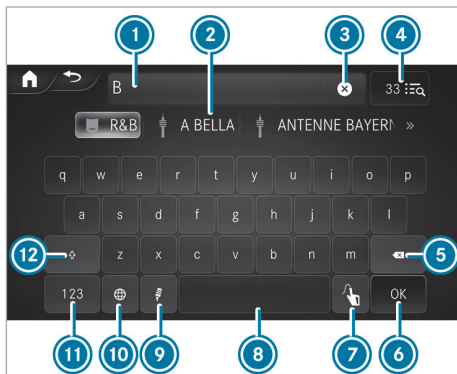 1 2 3 4
B 33
R&B A BELLA ANTENNE BAYERN »
q w e r t y u i o p
a s d f g h j k l
12 z x c v b n m 5
123 OK
11 10 9 8 7 6